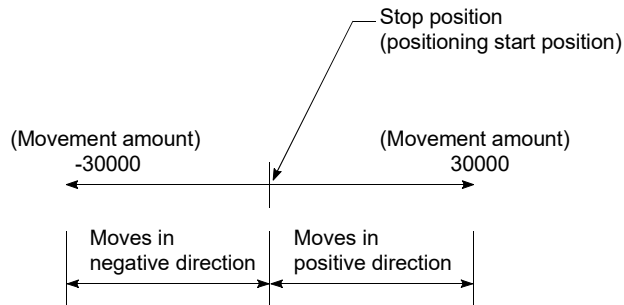 Stop position
(positioning start position)
(Movement amount)
-30000
(Movement amount)
30000
Moves in
negative direction
Moves in
positive direction